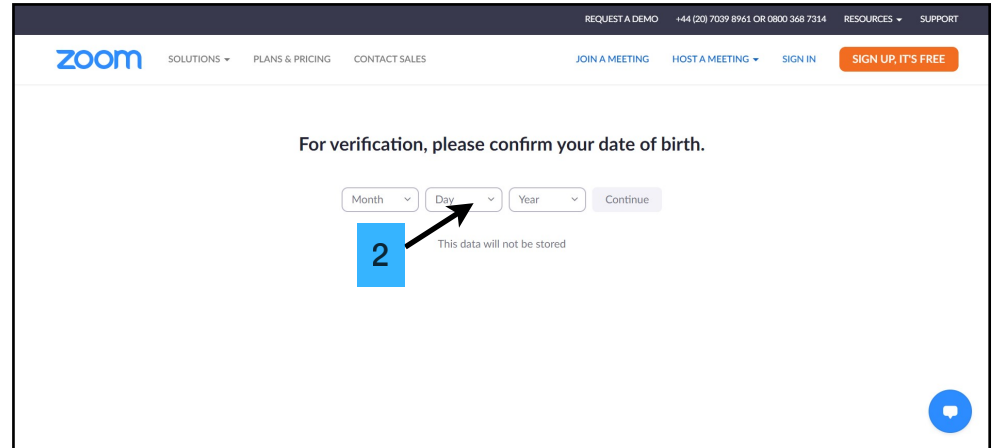 REQUEST A DEMO +44 (20) 7039 8961 OR 0800 368 7314 RESOURCES SUPPORT
zoom SOLUTIONS PLANS & PRICING CONTACT SALES JOIN A MEETING HOST A MEETING SIGN IN SIGN UP, IT'S FREE
For verification, please confirm your date of birth.
Month Day Year Continue
2 This data will not be stored